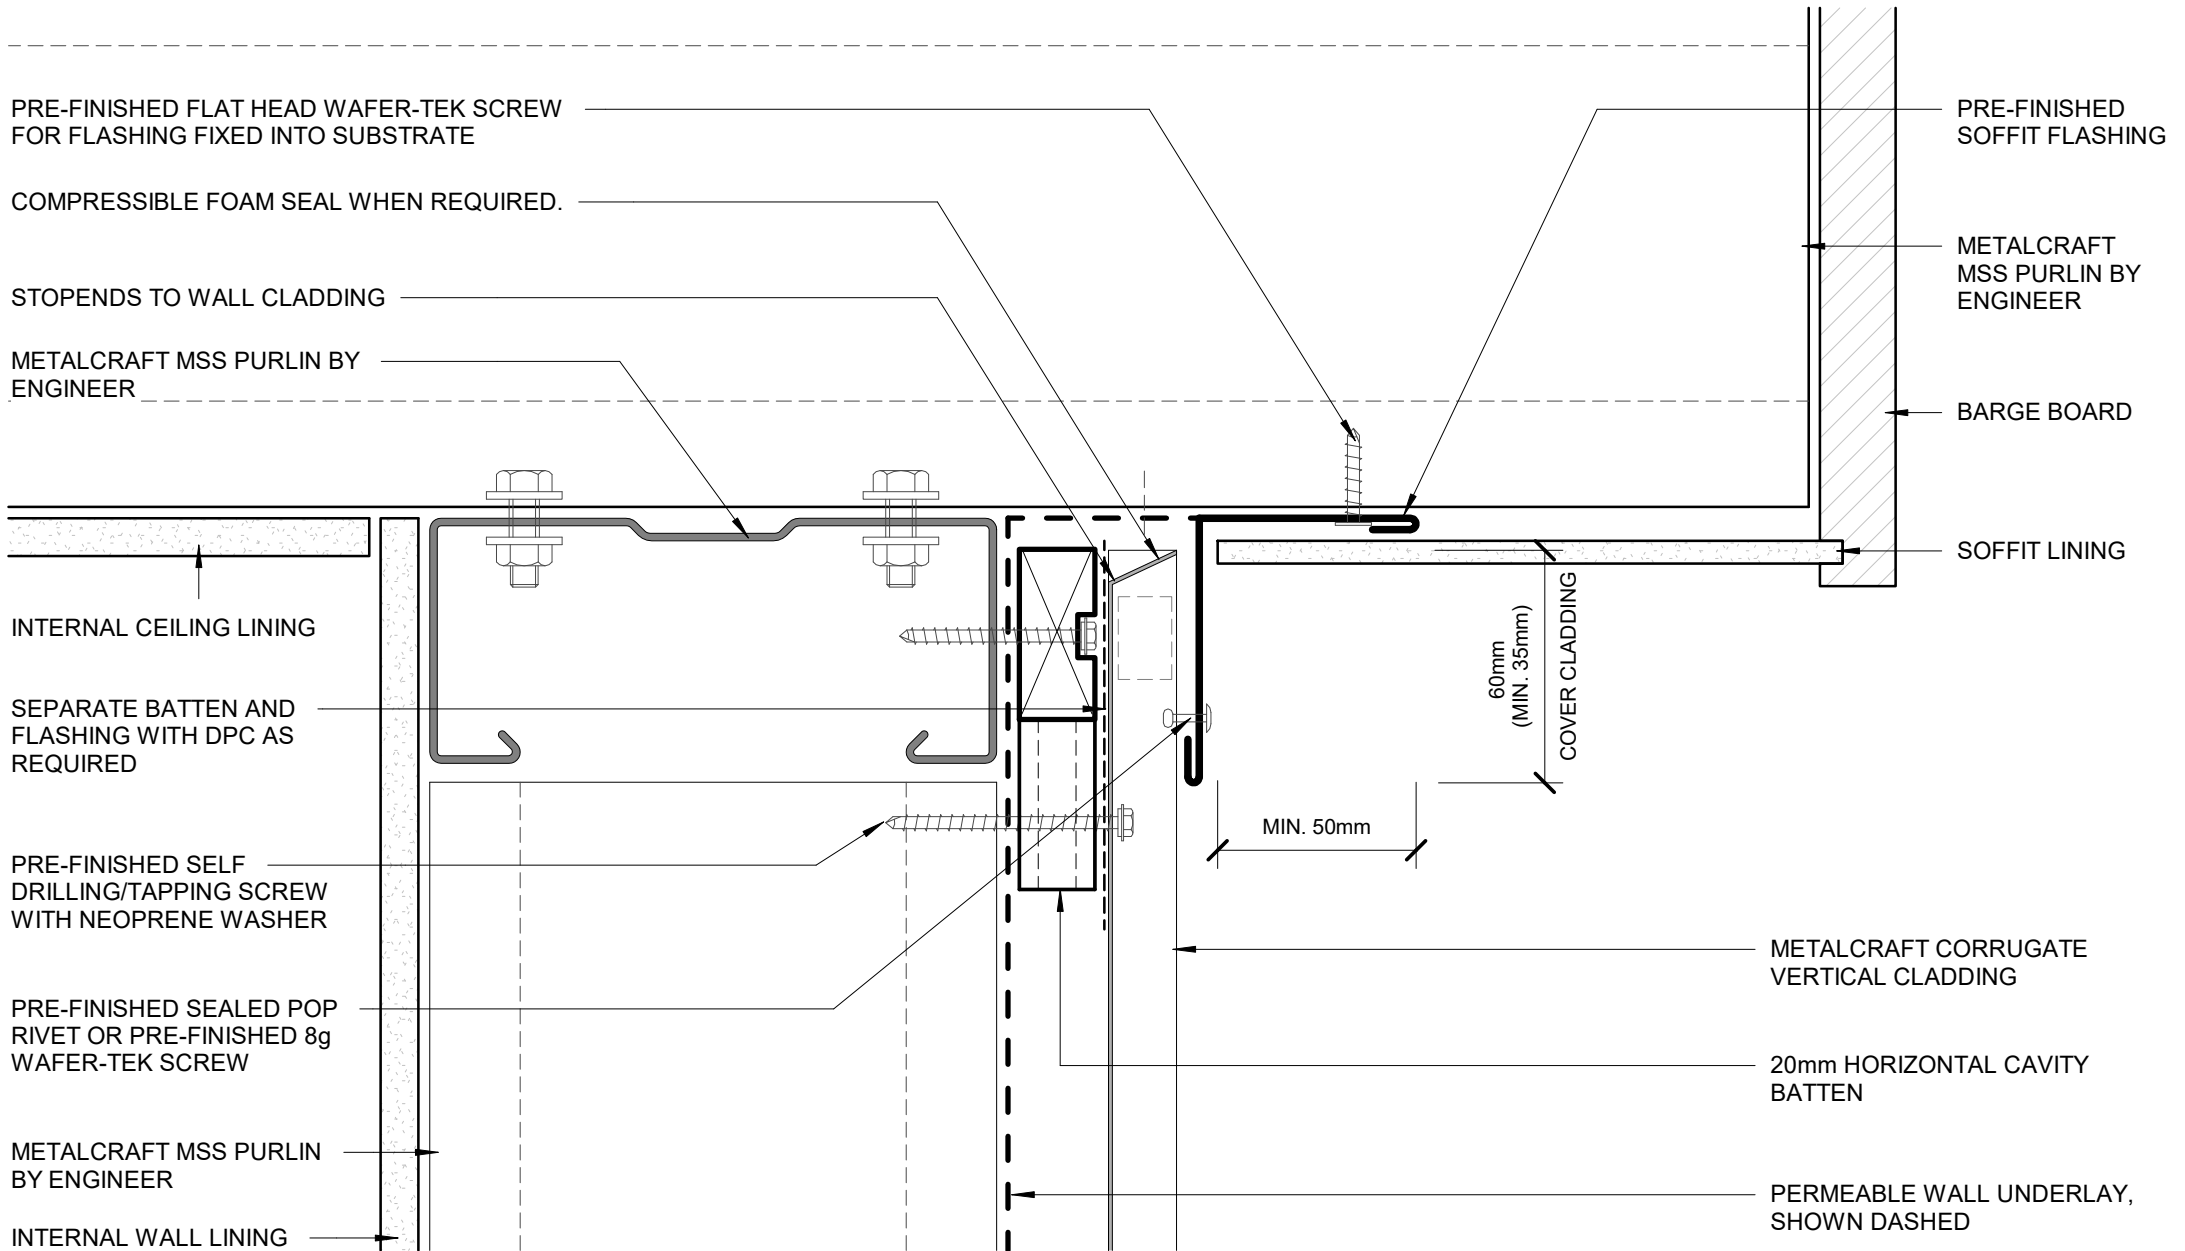 PRE-FINISHED FLAT HEAD WAFER-TEK SCREW
FOR FLASHING FIXED INTO SUBSTRATE
COMPRESSIBLE FOAM SEAL WHEN REQUIRED.
STOPENDS TO WALL CLADDING
METALCRAFT MSS PURLIN BY
ENGINEER
INTERNAL CEILING LINING
SEPARATE BATTEN AND
FLASHING WITH DPC AS
REQUIRED
PRE-FINISHED SELF
DRILLING/TAPPING SCREW
WITH NEOPRENE WASHER
PRE-FINISHED SEALED POP
RIVET OR PRE-FINISHED 8g
WAFER-TEK SCREW
METALCRAFT MSS PURLIN
BY ENGINEER
INTERNAL WALL LINING
60mm
(MIN. 35mm)
COVER CLADDING
MIN. 50mm
PRE-FINISHED
SOFFIT FLASHING
METALCRAFT
MSS PURLIN BY
ENGINEER
BARGE BOARD
SOFFIT LINING
METALCRAFT CORRUGATE
VERTICAL CLADDING
20mm HORIZONTAL CAVITY
BATTEN
PERMEABLE WALL UNDERLAY,
SHOWN DASHED